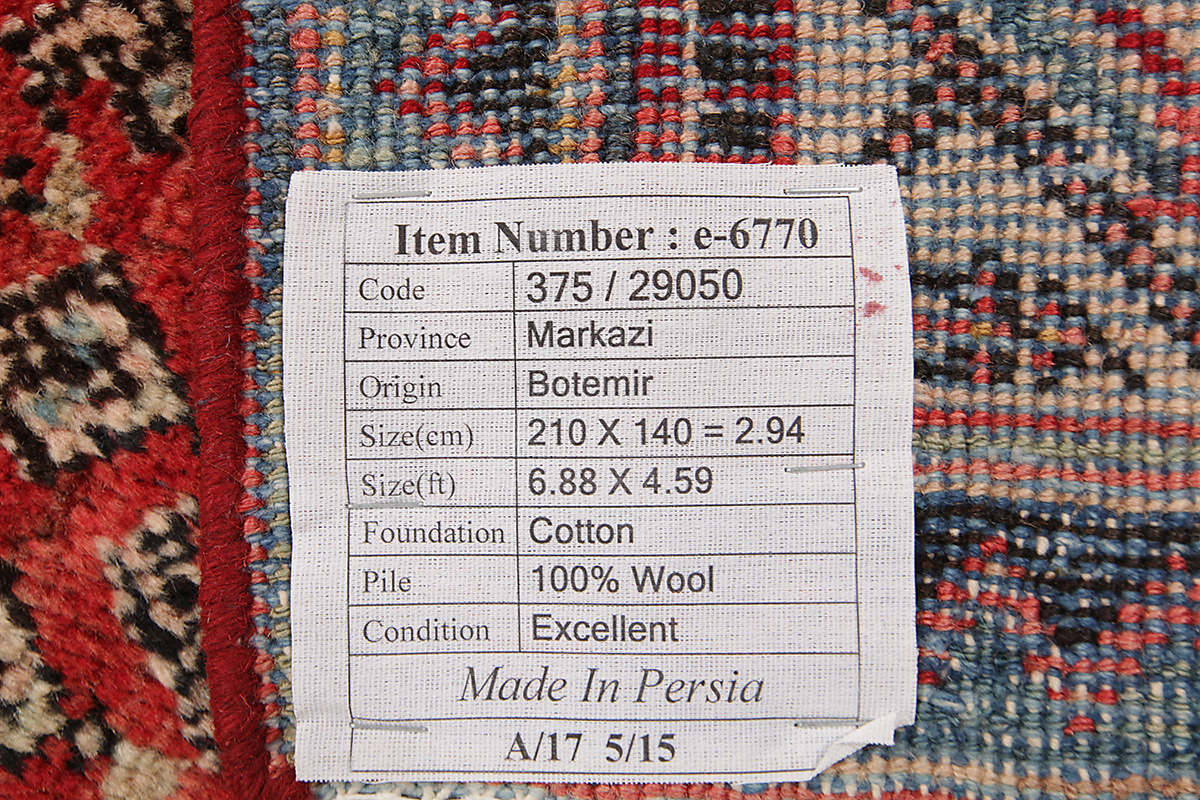 Item Number : e-6770
Code 375 / 29050
Province Markazi
Origin Botemir
Size(cm) 210 X 140 = 2.94
Size(ft) 6.88 X 4.59
Foundation Cotton
Pile 100% Wool
Condition Excellent
Made In Persia
A/17 5/15